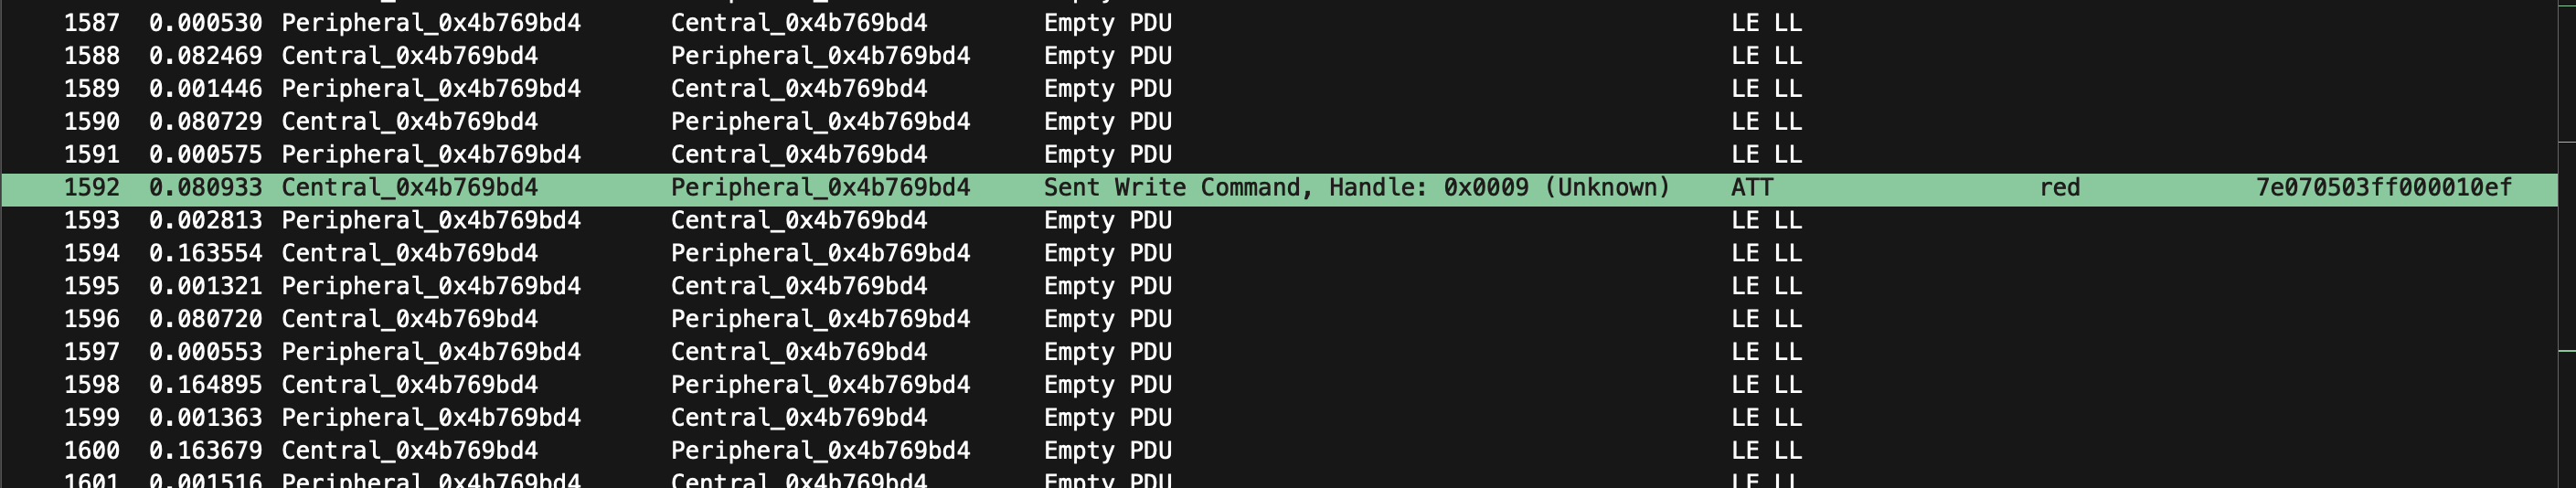 1587 0.000530 Peripheral_0x4b769bd4 Central_0x4b769bd4 Empty PDU LE LL
1588 0.082469 Central_0x4b769bd4 Peripheral_0x4b769bd4 Empty PDU LE LL
1589 0.001446 Peripheral_0x4b769bd4 Central_0x4b769bd4 Empty PDU LE LL
1590 0.080729 Central_0x4b769bd4 Peripheral_0x4b769bd4 Empty PDU LE LL
1591 0.000575 Peripheral_0x4b769bd4 Central_0x4b769bd4 Empty PDU LE LL
1592 0.080933 Central_0x4b769bd4 Peripheral_0x4b769bd4 Sent Write Command, Handle: 0x0009 (Unknown) ATT red 7e070503ff000010ef
1593 0.002813 Peripheral_0x4b769bd4 Central_0x4b769bd4 Empty PDU LE LL
1594 0.163554 Central_0x4b769bd4 Peripheral_0x4b769bd4 Empty PDU LE LL
1595 0.001321 Peripheral_0x4b769bd4 Central_0x4b769bd4 Empty PDU LE LL
1596 0.080720 Central_0x4b769bd4 Peripheral_0x4b769bd4 Empty PDU LE LL
1597 0.000553 Peripheral_0x4b769bd4 Central_0x4b769bd4 Empty PDU LE LL
1598 0.164895 Central_0x4b769bd4 Peripheral_0x4b769bd4 Empty PDU LE LL
1599 0.001363 Peripheral_0x4b769bd4 Central_0x4b769bd4 Empty PDU LE LL
1600 0.163679 Central_0x4b769bd4 Peripheral_0x4b769bd4 Empty PDU LE LL
1601 0.001516 Peripheral_0x4b769bd4 Central_0x4b769bd4 Empty PDU LE LL